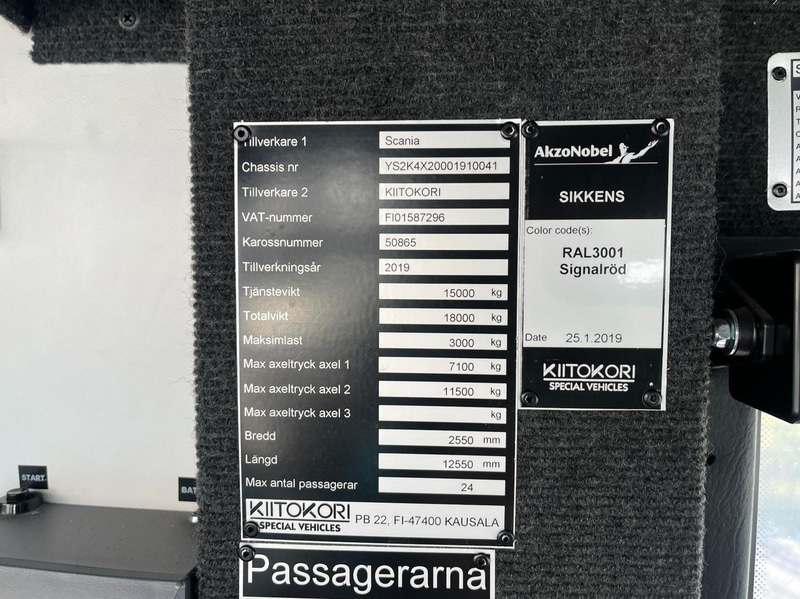 Tillverkare 1 Scania
Chassis nr YS2K4X20001910041
Tillverkare 2 KIITOKORI
VAT-nummer FI01587296
Karossnummer 50865
Tillverkningsår 2019
Tjänstevikt 15000 kg
Totalvikt 18000 kg
Maksimlast 3000 kg
Max axeltryck axel 1 7100 kg
Max axeltryck axel 2 11500 kg
Max axeltryck axel 3 kg
Bredd 2550 mm
Längd 12550 mm
Max antal passagerar 24
KIITOKORI
SPECIAL VEHICLES
PB 22, FI-47400 KAUSALA
Passagerarna
AkzoNobel
SIKKENS
Color code(s):
RAL3001
Signalröd
Date 25.1.2019
KIITOKORI
SPECIAL VEHICLES
START